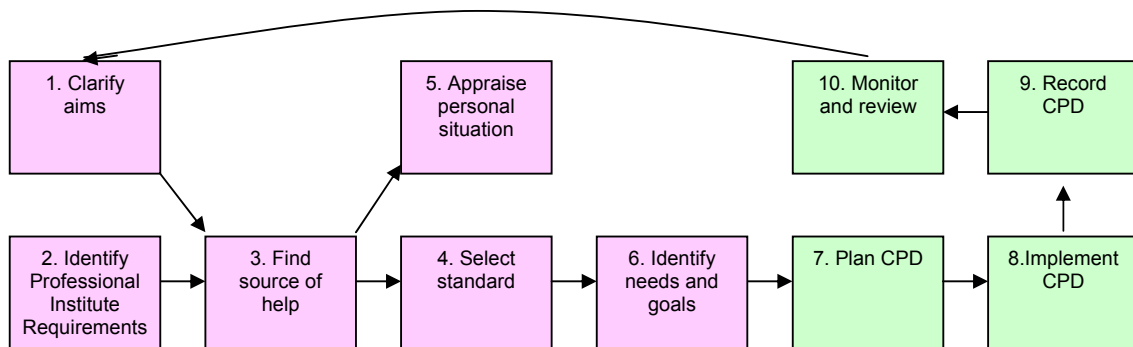 1. Clarify
aims
5. Appraise
personal
situation
10. Monitor
and review
9. Record
CPD
2. Identify
Professional
Institute
Requirements
3. Find
source of
help
4. Select
standard
6. Identify
needs and
goals
7. Plan CPD
8.Implement
CPD